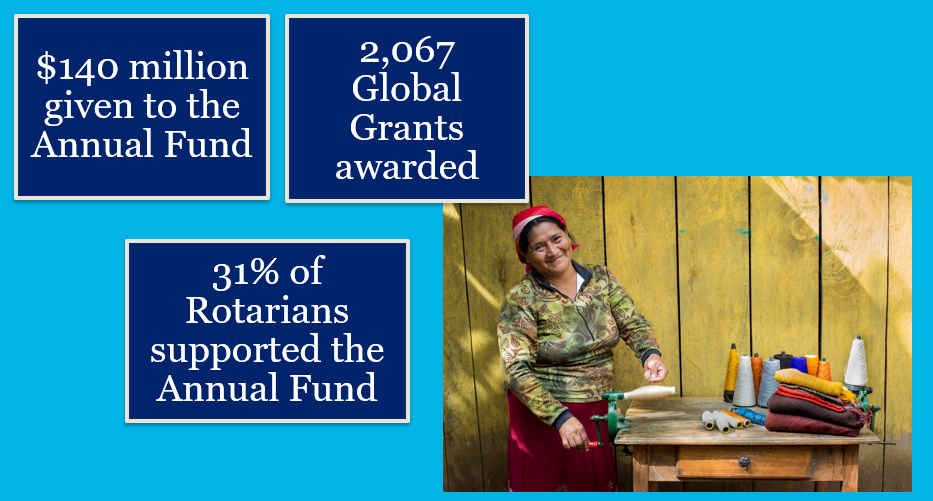 $140 million
given to the
Annual Fund
2,067
Global
Grants
awarded
31% of
Rotarians
supported the
Annual Fund